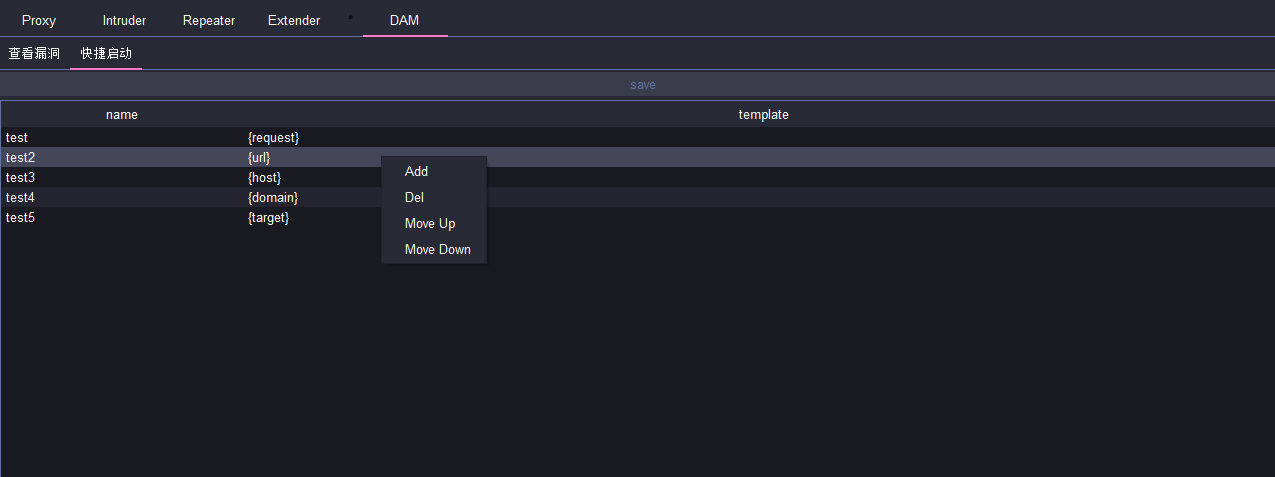 Proxy Intruder Repeater Extender * DAM
查看漏洞 快捷启动
save
name template
test {request}
test2 {url}
test3 {host}
test4 {domain}
test5 {target}
Add
Del
Move Up
Move Down